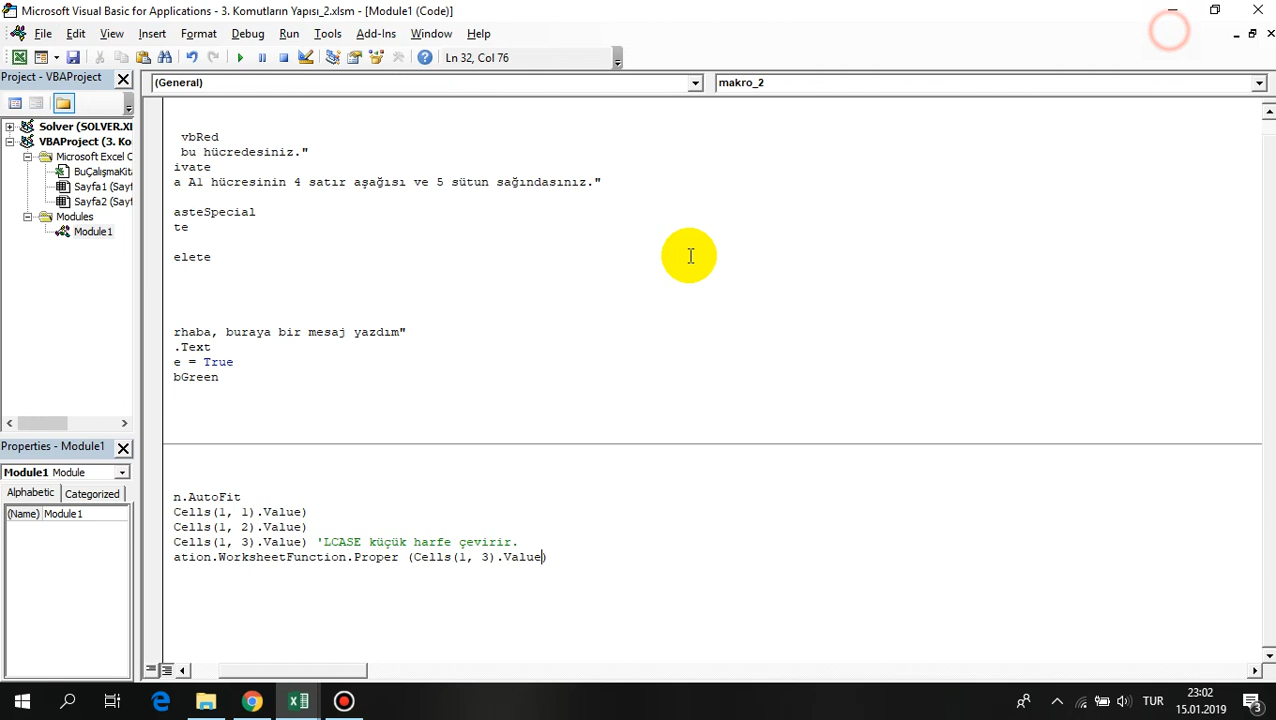 Microsoft Visual Basic for Applications - 3. Komutların Yapısı_2.xlsm - [Module1 (Code)]
File Edit View Insert Format Debug Run Tools Add-Ins Window Help
Ln 32, Col 76
Project - VBAProject
(General)
makro_2
Solver (SOLVER.XL
VBAProject (3. Ko
Microsoft Excel C
BuÇalışmaKita
Sayfa1 (Sayf
Sayfa2 (Sayf
Modules
Module1
vbRed
bu hücredesiniz."
ivate
a A1 hücresinin 4 satır aşağısı ve 5 sütun sağındasınız."
asteSpecial
te
elete
rhaba, buraya bir mesaj yazdım"
.Text
e = True
bGreen
n.AutoFit
Cells(1, 1).Value)
Cells(1, 2).Value)
Cells(1, 3).Value) 'LCASE küçük harfe çevirir.
ation.WorksheetFunction.Proper (Cells(1, 3).Value)
Properties - Module1
Module1 Module
Alphabetic Categorized
(Name) Module1
TUR
23:02
15.01.2019
3